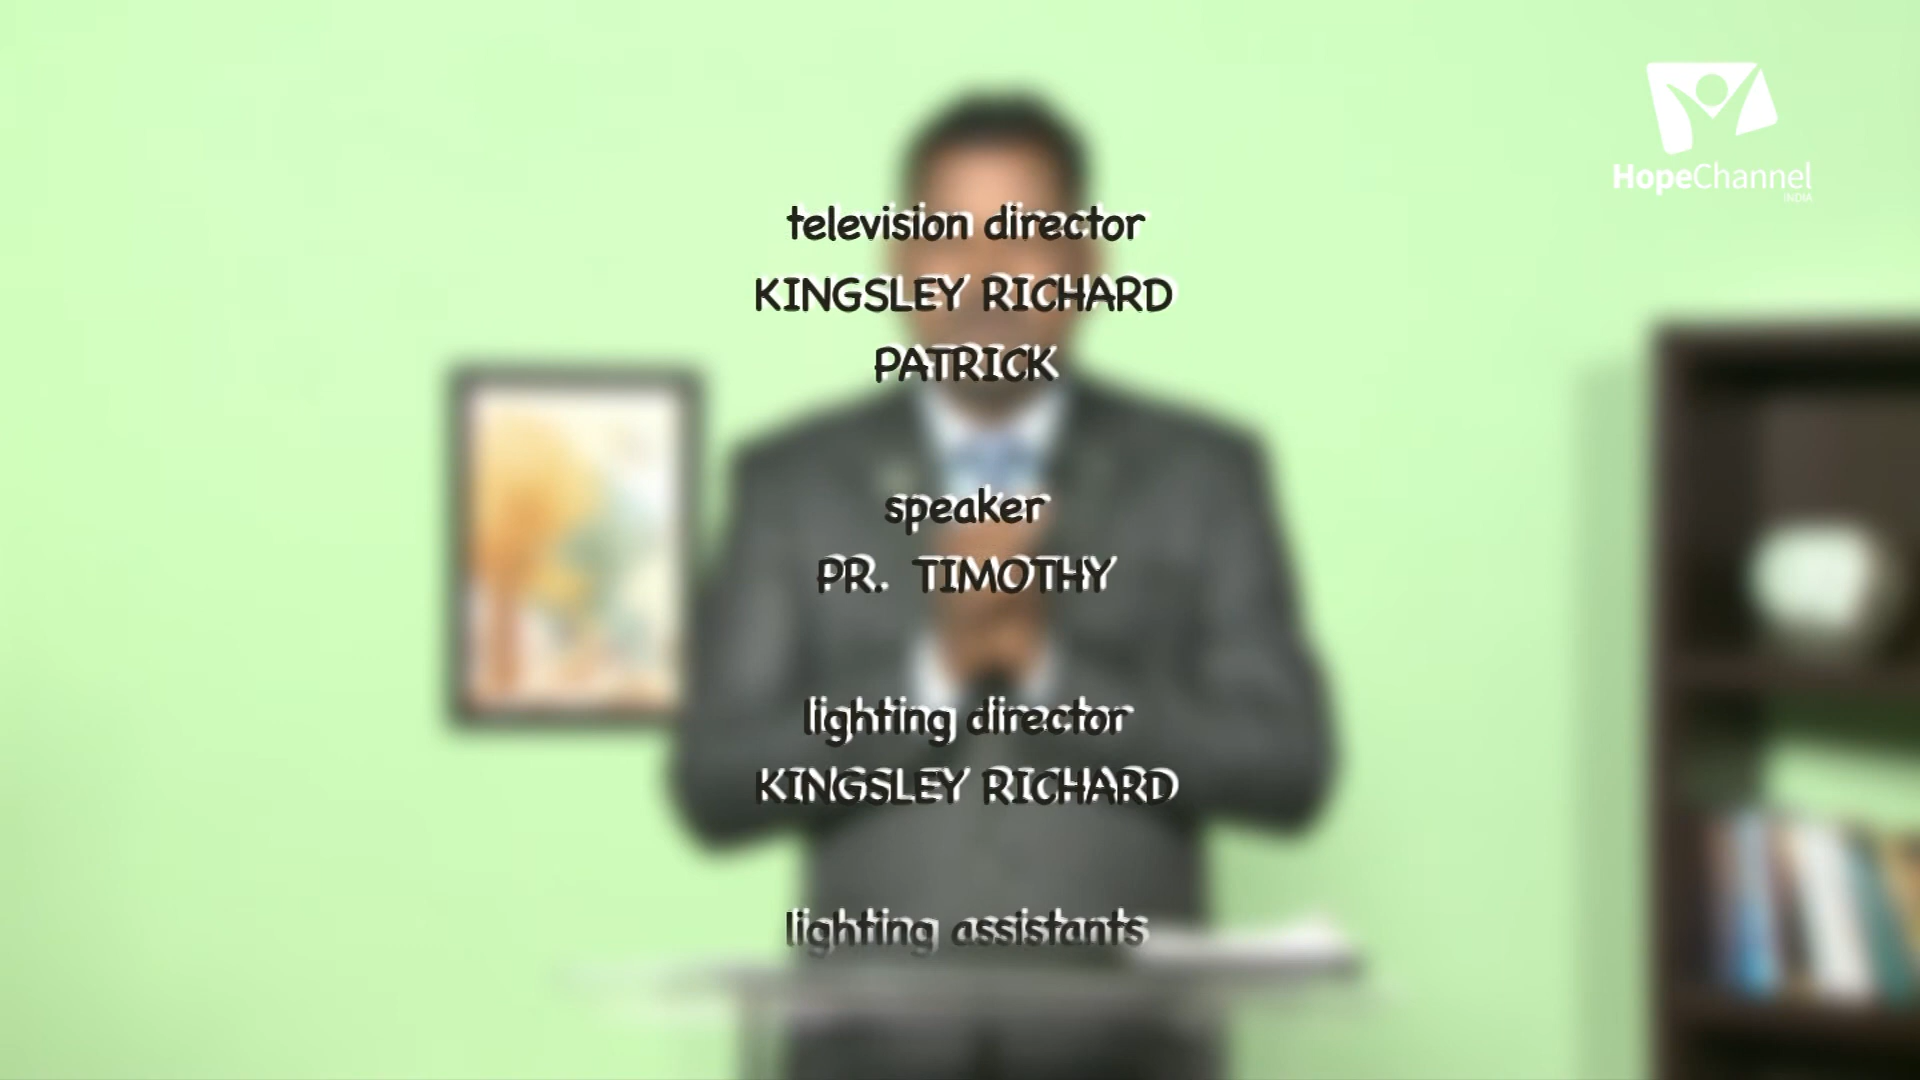 HopeChannel
INDIA
television director
KINGSLEY RICHARD
PATRICK
speaker
PR. TIMOTHY
lighting director
KINGSLEY RICHARD
lighting assistants